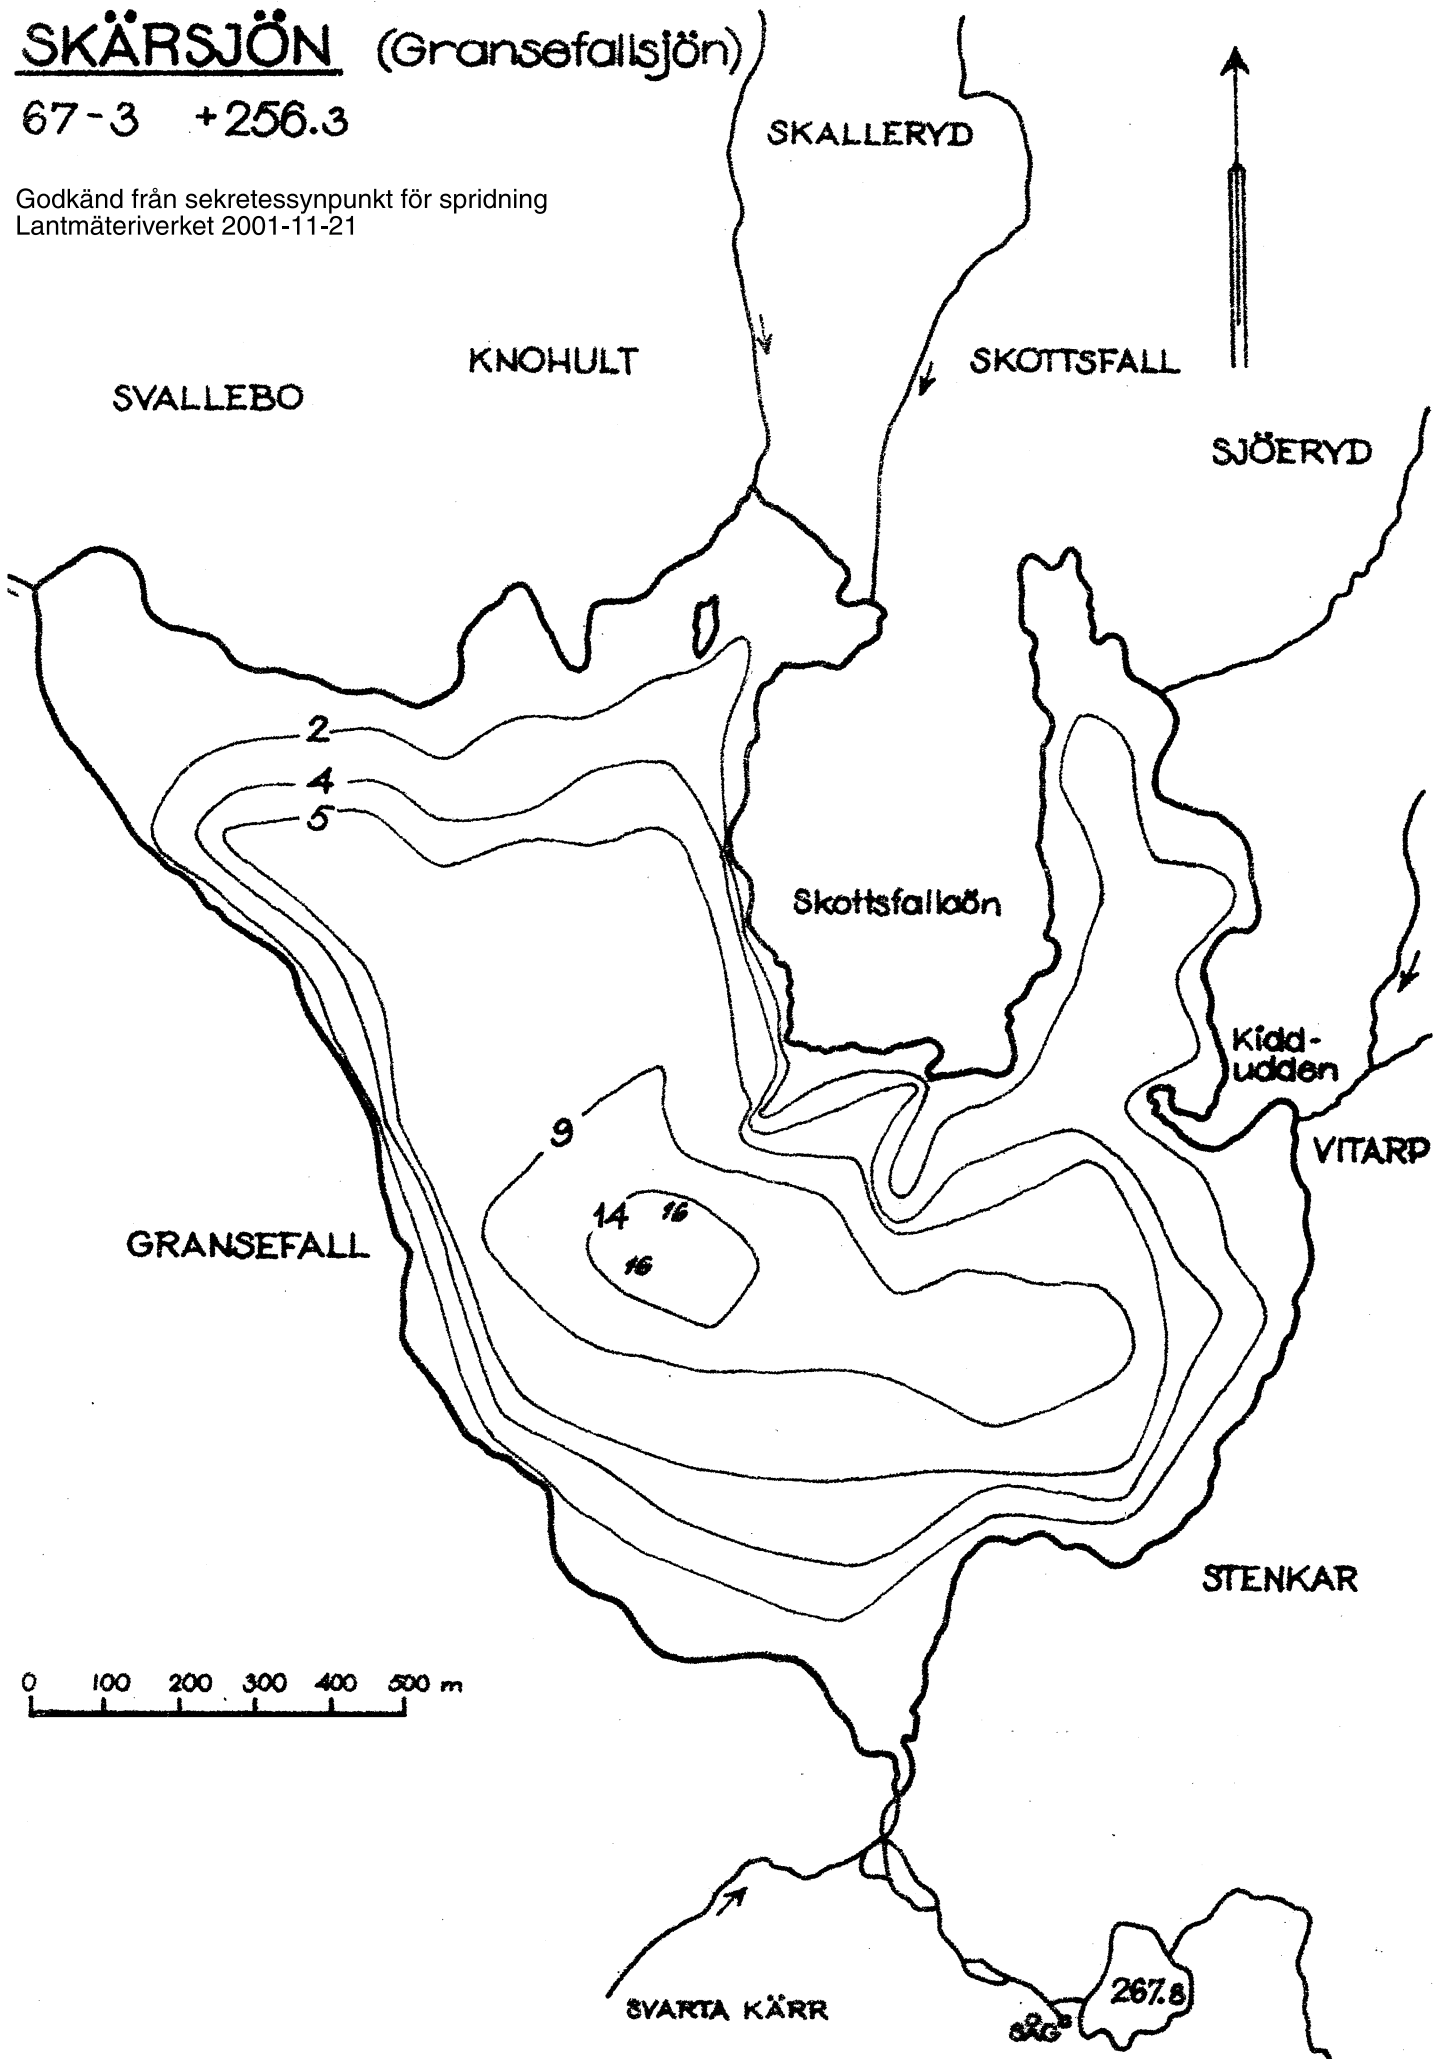 SKÄRSJÖN (Gransefallsjön)
67-3 +256.3
Godkänd från sekretessynpunkt för spridning
Lantmäteriverket 2001-11-21
SKALLERYD
KNOHULT
SKOTTSFALL
SVALLEBO
SJÖERYD
2
4
5
Skottsfallaön
Kidd-
udden
9
VITARP
14 16
16
GRANSEFALL
STENKAR
0 100 200 300 400 500 m
267.8
SVARTA KÄRR
SÅG